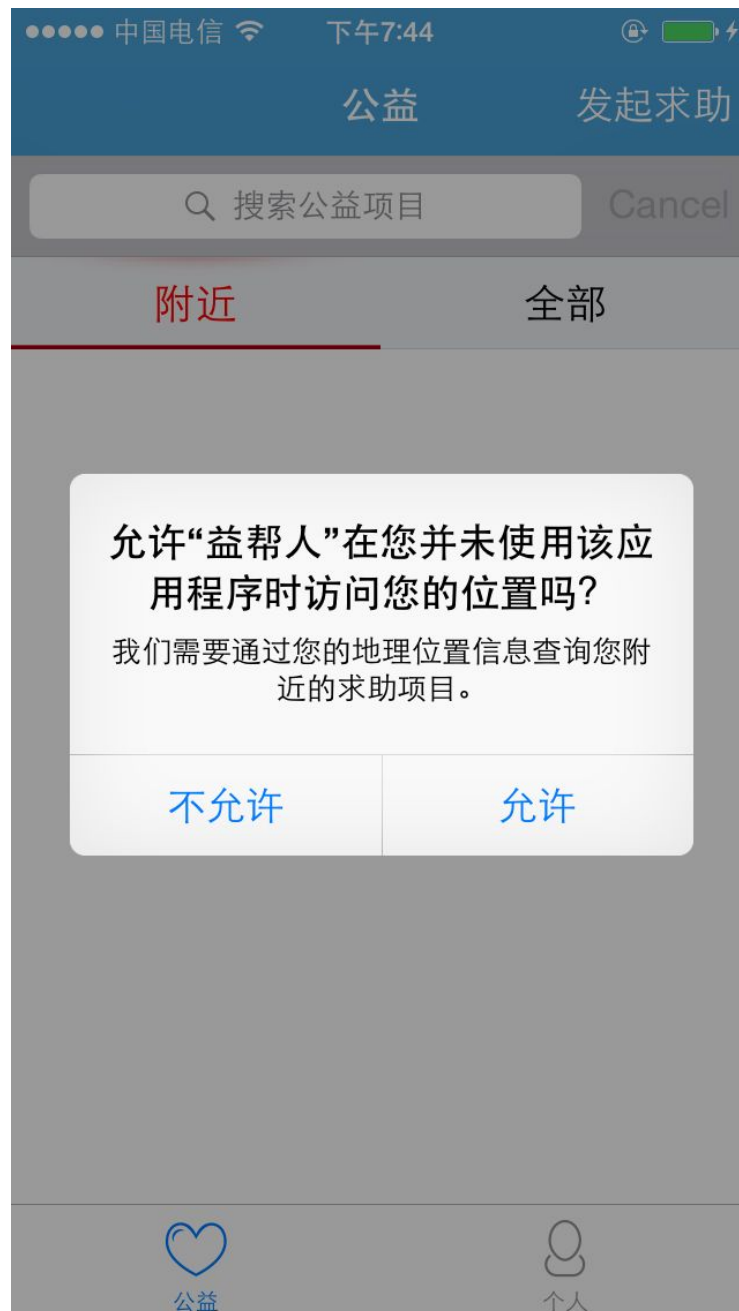 中国电信 下午7:44
公益 发起求助
搜索公益项目 Cancel
附近 全部
允许“益帮人”在您并未使用该应
用程序时访问您的位置吗?
我们需要通过您的地理位置信息查询您附
近的求助项目。
不允许 允许
公益 个人